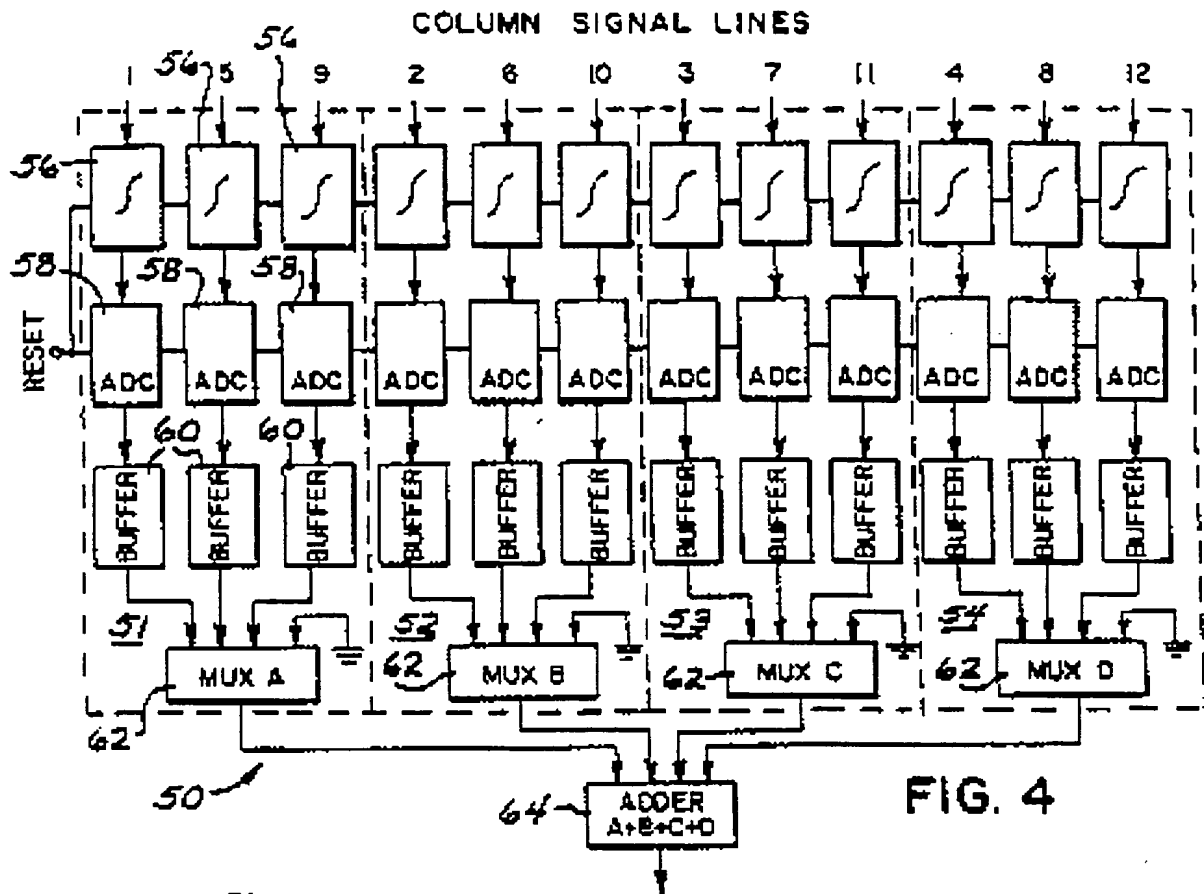 COLUMN SIGNAL LINES
56
56
1 5 9 2 6 10 3 7 11 4 8 12
56
56
58
58
58
RESET
ADC ADC ADC ADC ADC ADC ADC ADC ADC ADC ADC ADC
60
60
BUFFER BUFFER BUFFER BUFFER BUFFER BUFFER BUFFER BUFFER BUFFER BUFFER BUFFER BUFFER
51
52
53
54
MUX A
62
MUX B
62
MUX C
62
MUX D
62
50
64
ADDER
A+B+C+D
FIG. 4